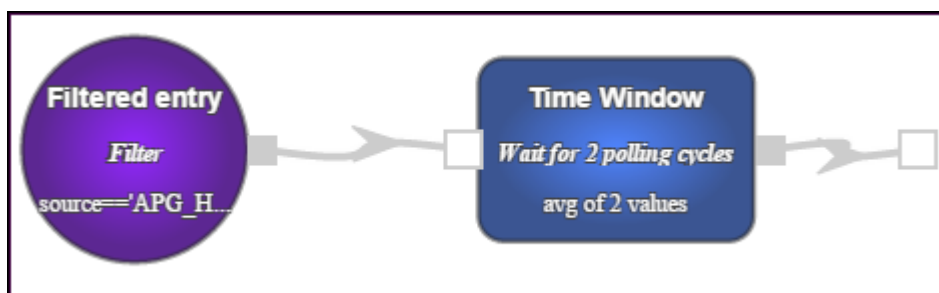 Filtered entry
Filter
source=='APG_H...
Time Window
Wait for 2 polling cycles
avg of 2 values